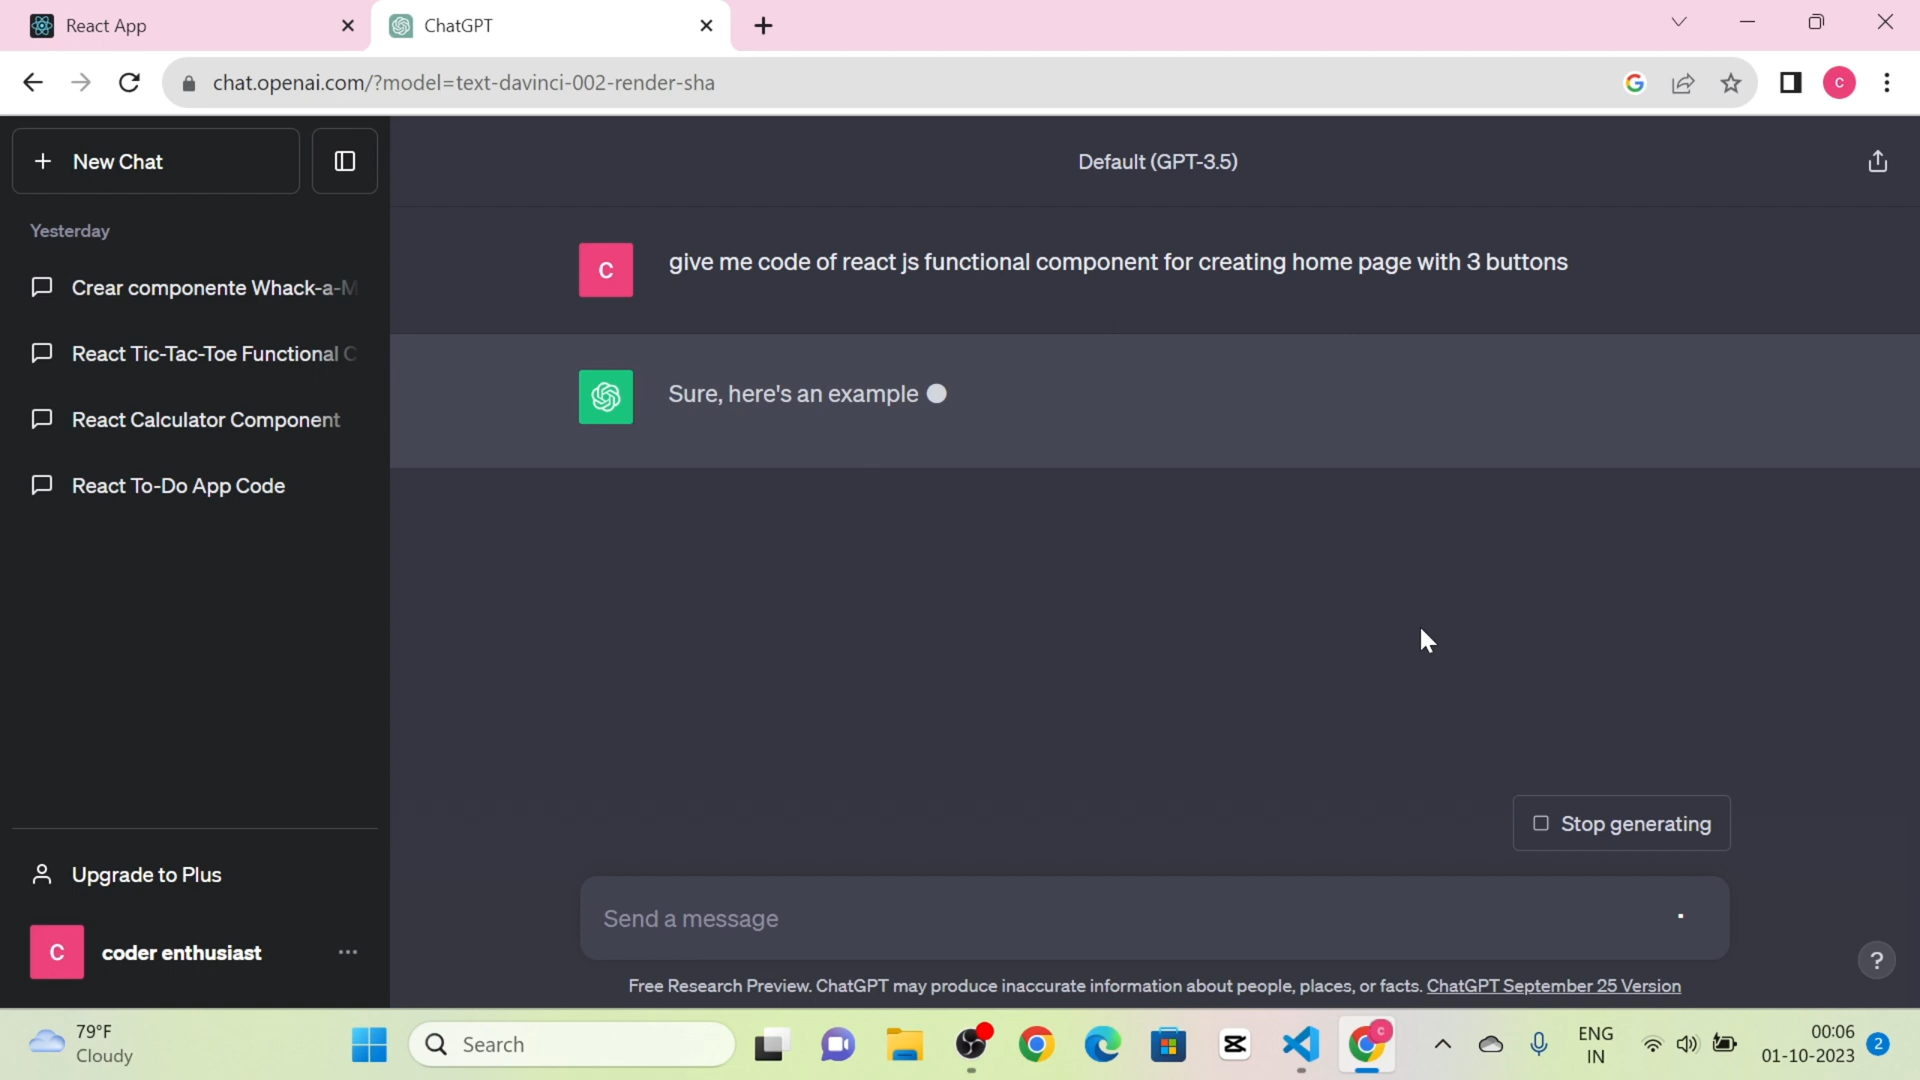 React App
ChatGPT
chat.openai.com/?model=text-davinci-002-render-sha
C
New Chat
Default (GPT-3.5)
Yesterday
Crear componente Whack-a-M
React Tic-Tac-Toe Functional C
React Calculator Component
React To-Do App Code
C
give me code of react js functional component for creating home page with 3 buttons
Sure, here's an example
Stop generating
Upgrade to Plus
C
coder enthusiast
Send a message
?
Free Research Preview. ChatGPT may produce inaccurate information about people, places, or facts. ChatGPT September 25 Version
79°F
Cloudy
Search
C
ENG
IN
00:06
01-10-2023
2